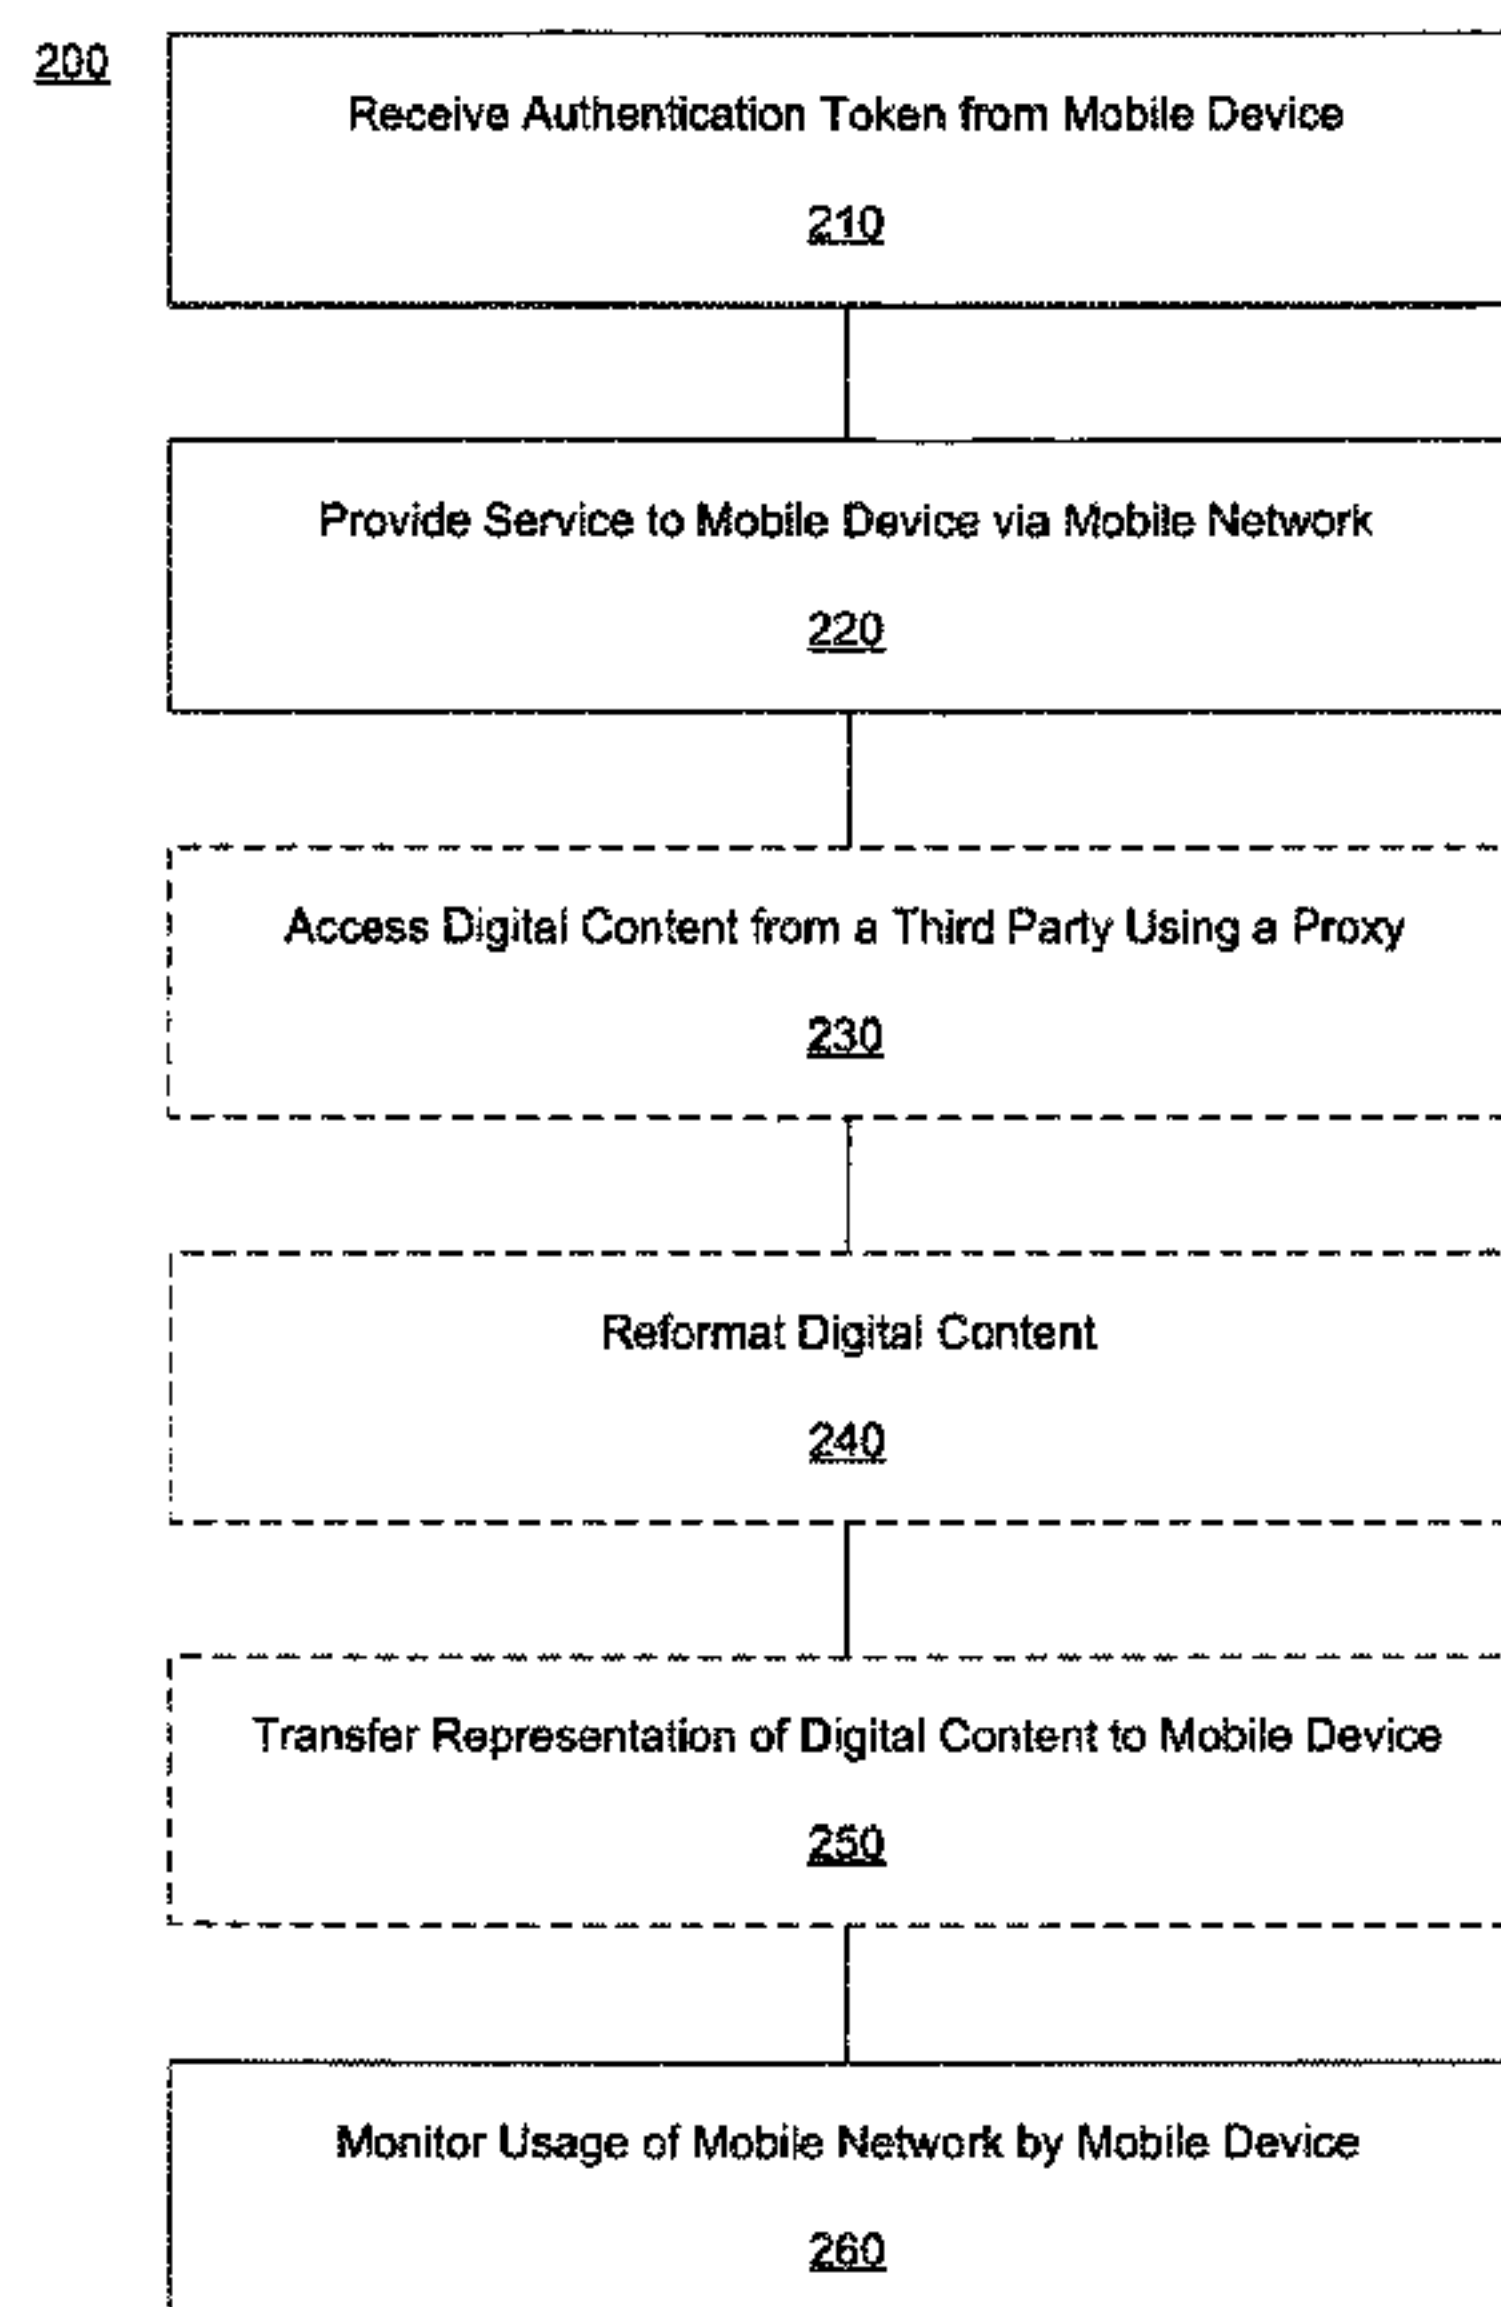 200
Receive Authentication Token from Mobile Device
210
Provide Service to Mobile Device via Mobile Network
220
Access Digital Content from a Third Party Using a Proxy
230
Reformat Digital Content
240
Transfer Representation of Digital Content to Mobile Device
250
Monitor Usage of Mobile Network by Mobile Device
260